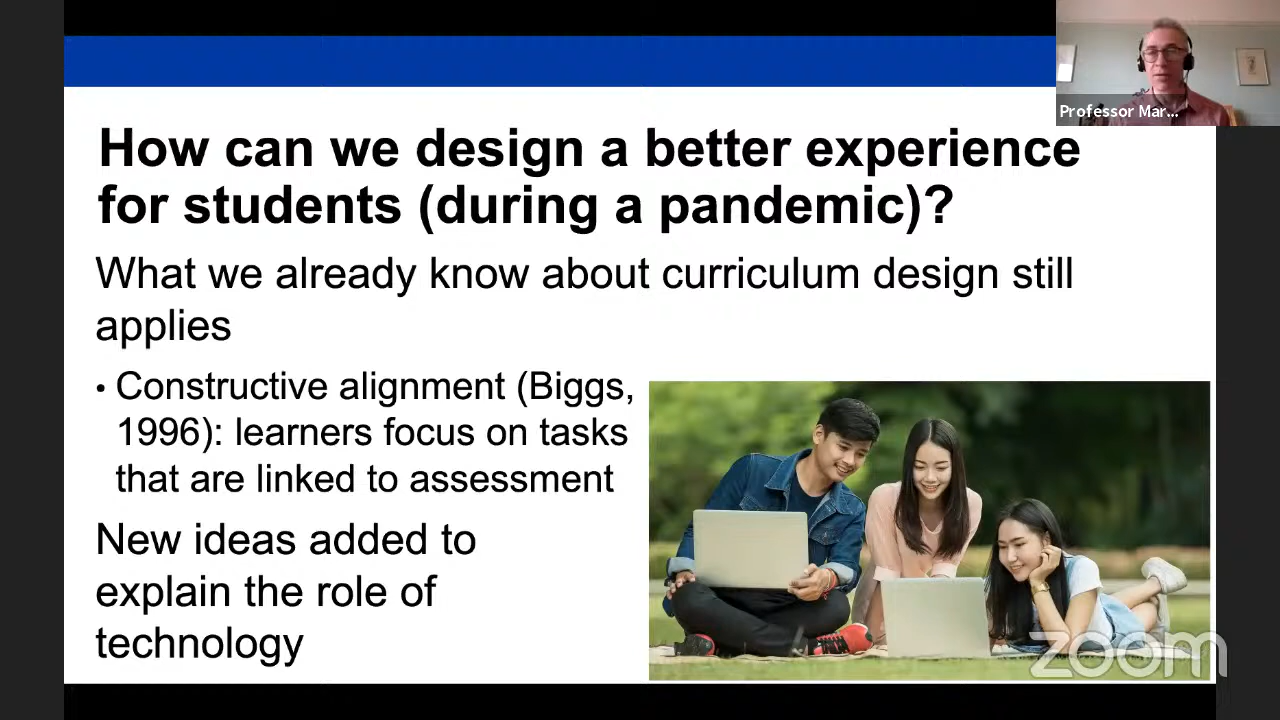 Professor Mar...
How can we design a better experience
for students (during a pandemic)?
What we already know about curriculum design still
applies
• Constructive alignment (Biggs,
1996): learners focus on tasks
that are linked to assessment
New ideas added to
explain the role of
technology
zoom